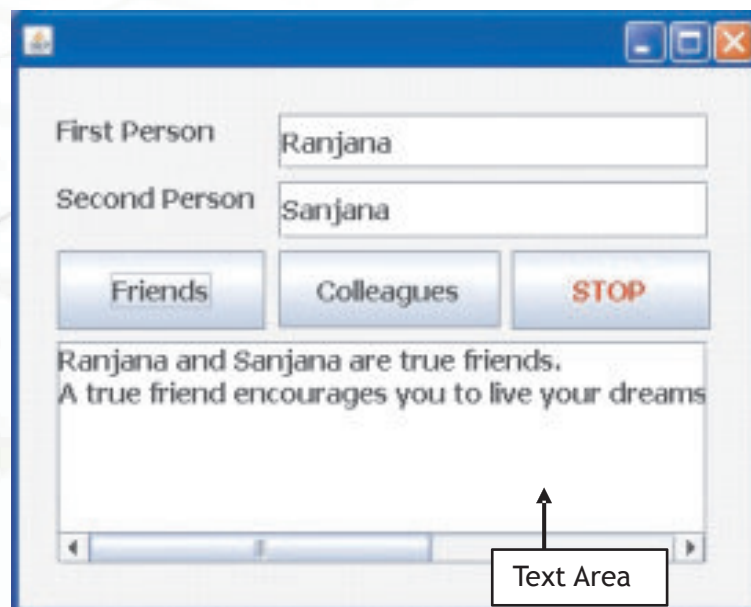 First Person
Ranjana
Second Person
Sanjana
Friends
Colleagues
STOP
Ranjana and Sanjana are true friends.
A true friend encourages you to live your dreams
Text Area